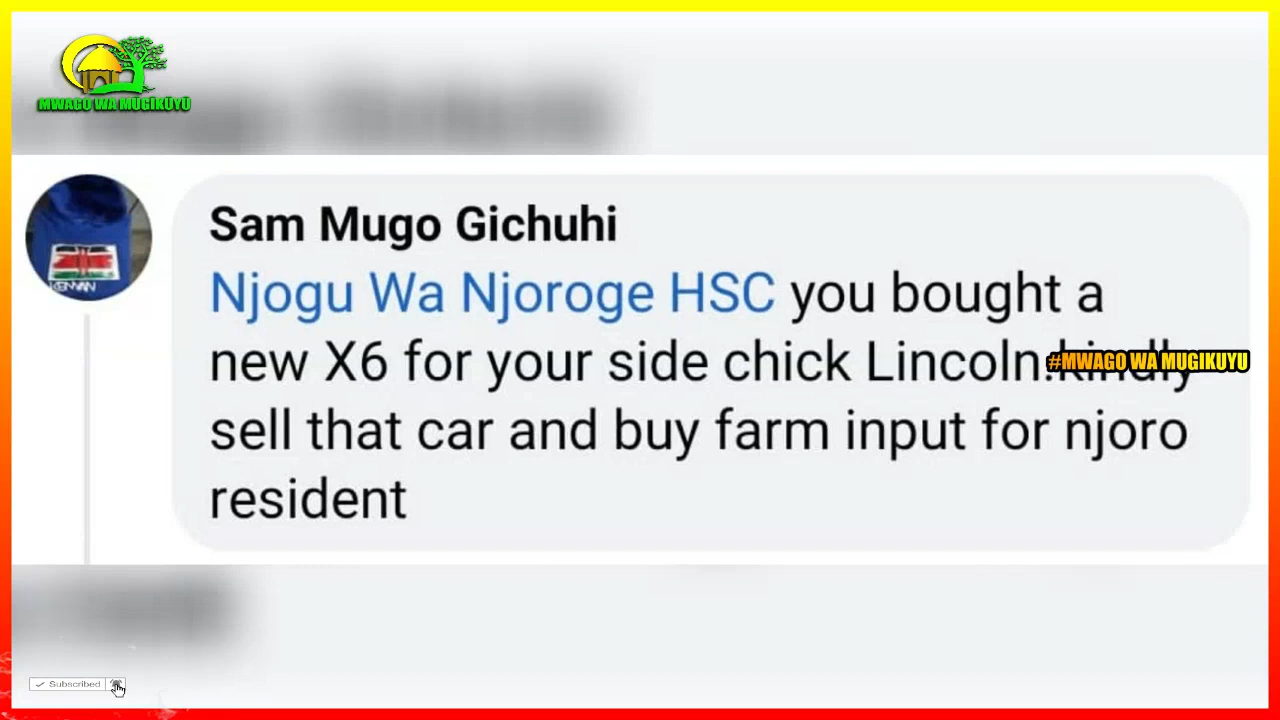 MWAGO WA MUGIKUYU
Sam Mugo Gichuhi
Njogu Wa Njoroge HSC you bought a
new X6 for your side chick Lincoln.kindly
#MWAGO WA MUGIKUYU
sell that car and buy farm input for njoro
resident
KENYAN
Subscribed